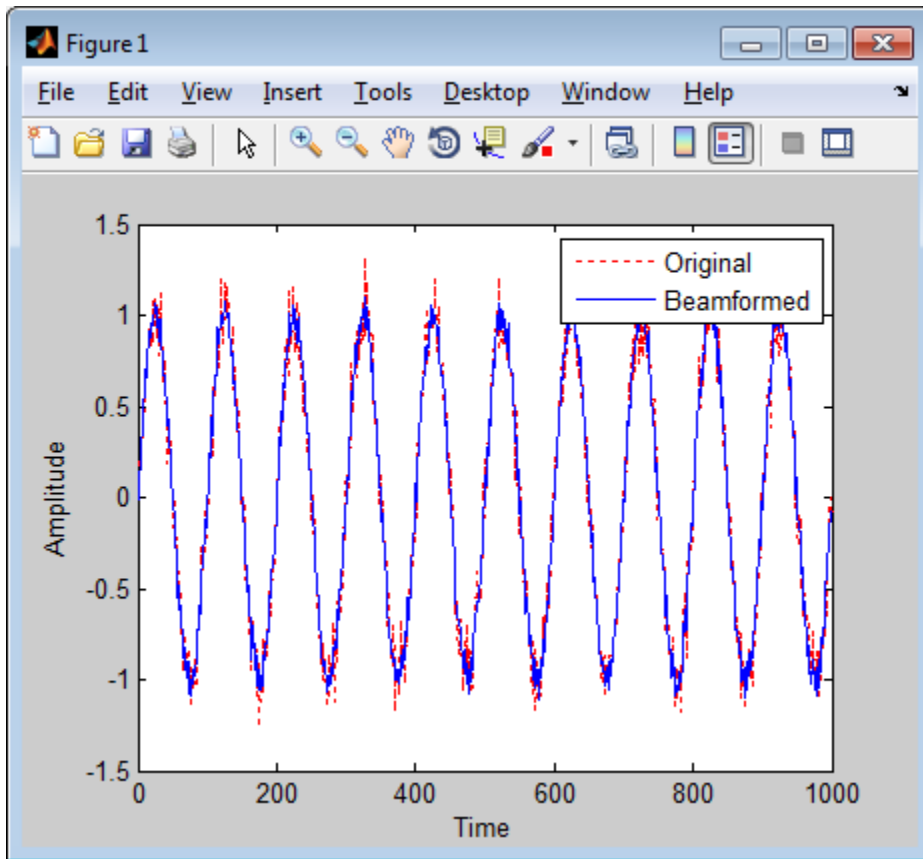 Figure 1
File Edit View Insert Tools Desktop Window Help
1.5
1
0.5
0
-0.5
-1
-1.5
Amplitude
Original
Beamformed
0 200 400 600 800 1000
Time